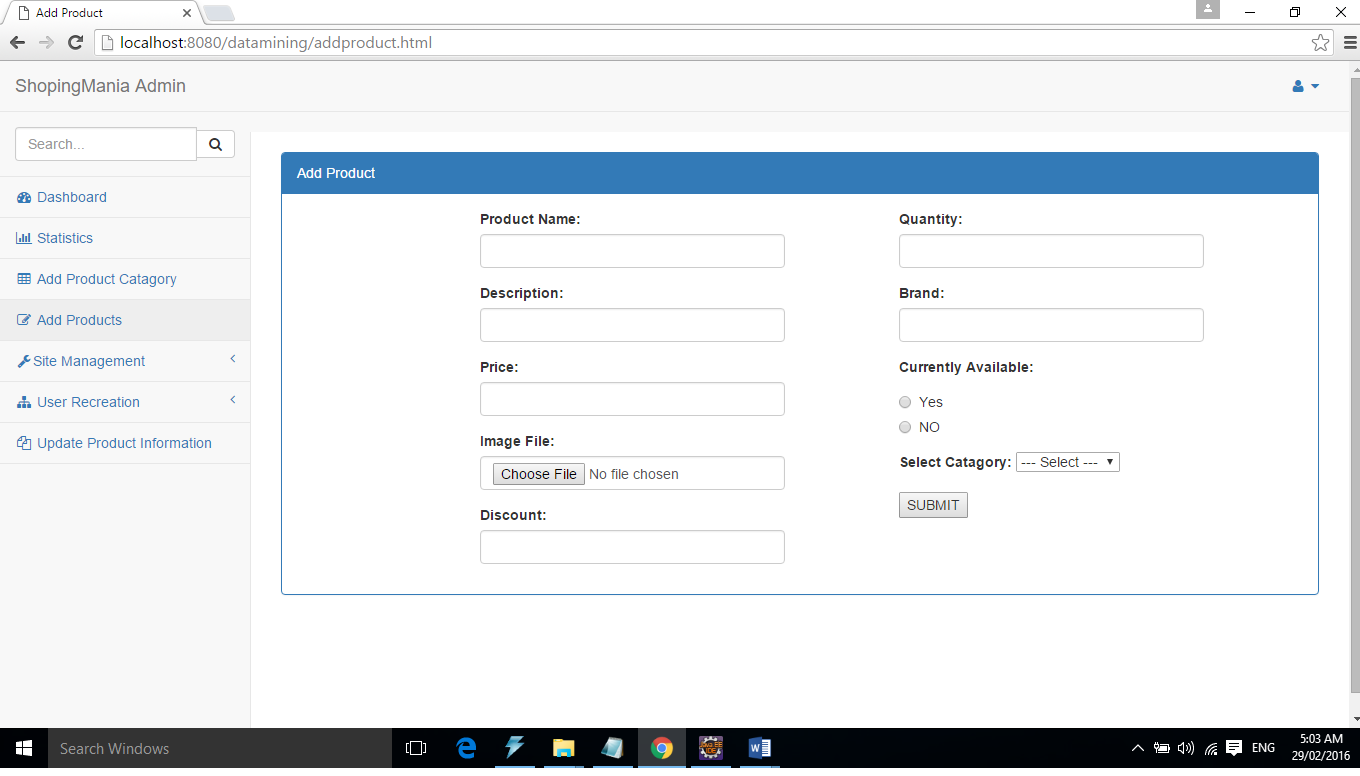 Add Product
localhost:8080/datamining/addproduct.html
ShopingMania Admin
Search...
Dashboard
Statistics
Add Product Catagory
Add Products
Site Management
User Recreation
Update Product Information
Add Product
Product Name:
Description:
Price:
Image File:
Choose File No file chosen
Discount:
Quantity:
Brand:
Currently Available:
Yes
NO
Select Catagory: --- Select ---
SUBMIT
Search Windows
ENG
5:03 AM
29/02/2016